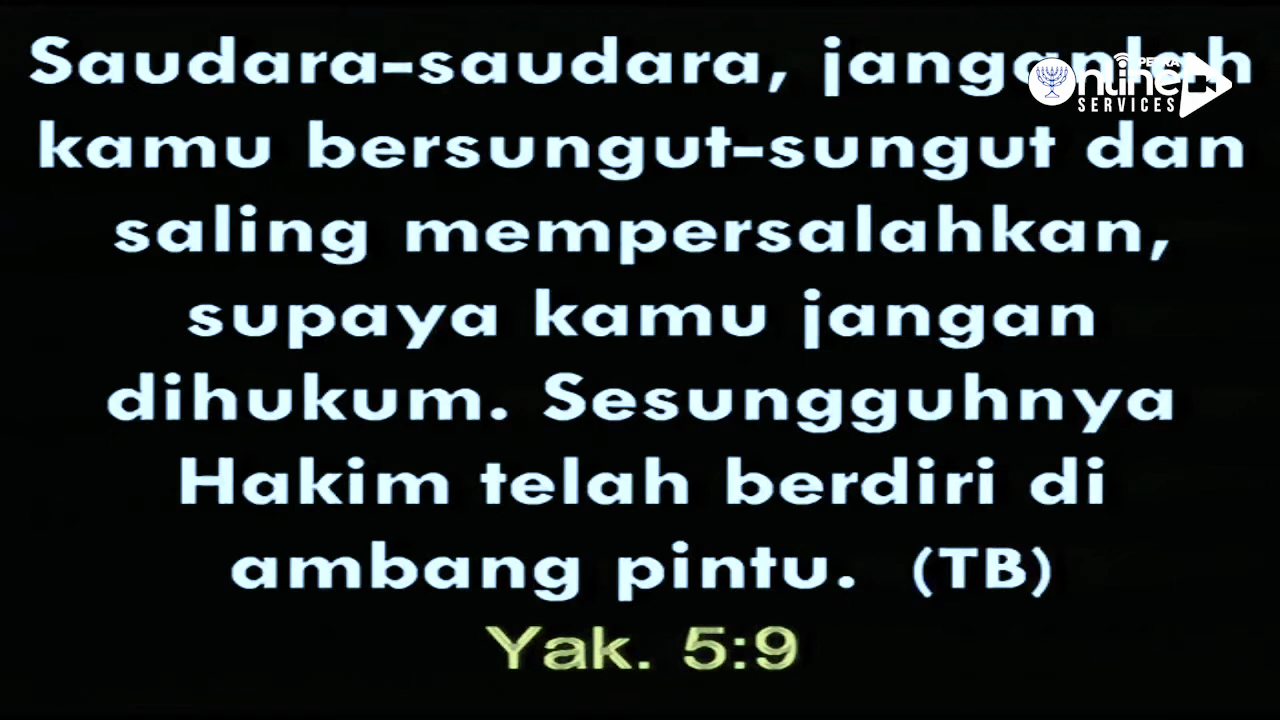 Saudara-saudara, janganlah
kamu bersungut-sungut dan
saling mempersalahkan,
supaya kamu jangan
dihukum. Sesungguhnya
Hakim telah berdiri di
ambang pintu. (TB)
Yak. 5:9
Online
SERVICES